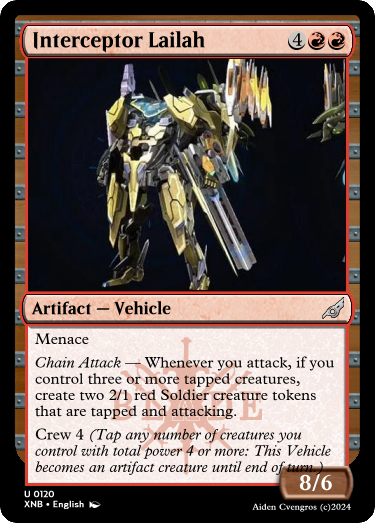 Interceptor Lailah 4
Artifact — Vehicle
Menace
Chain Attack — Whenever you attack, if you
control three or more tapped creatures,
create two 2/1 red Soldier creature tokens
that are tapped and attacking.
Crew 4 (Tap any number of creatures you
control with total power 4 or more: This Vehicle
becomes an artifact creature until end of turn.)
8/6
U 0120
XNB • English
Aiden Cvengros (c)2024